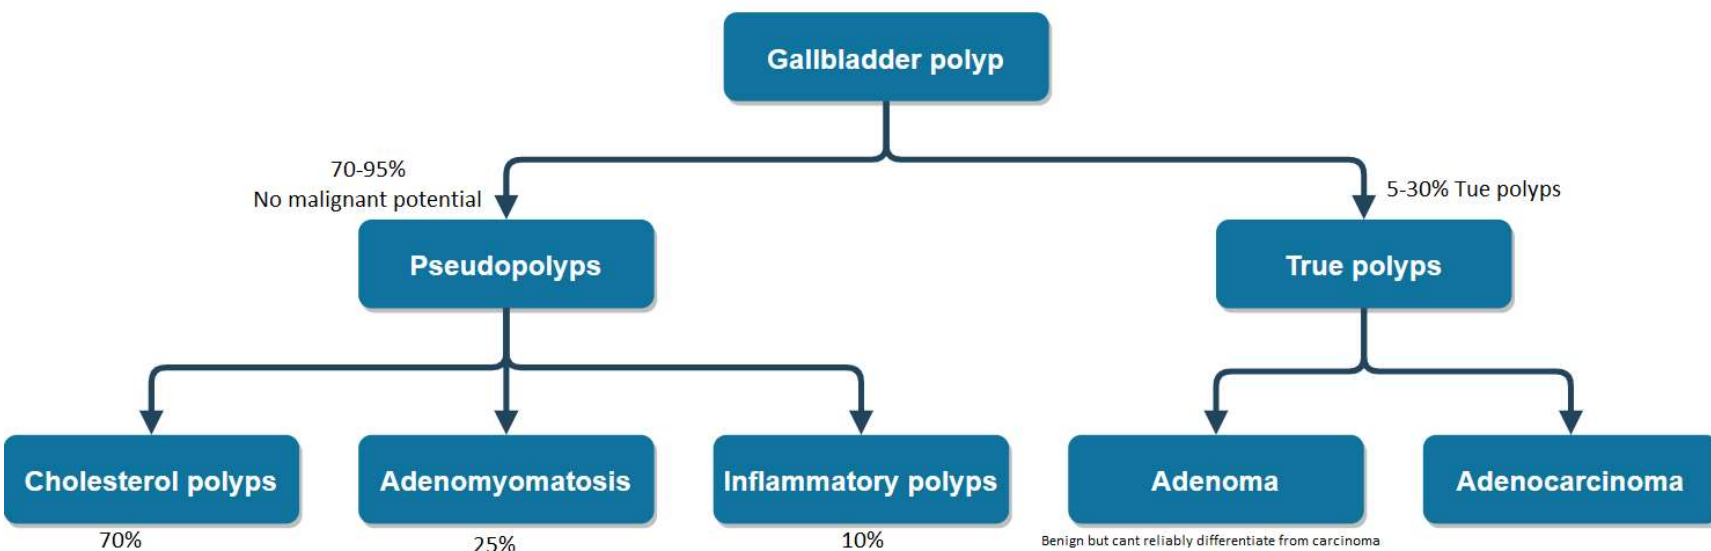 Gallbladder polyp
70-95%
No malignant potential
5-30% Tue polyps
Pseudopolyps
True polyps
Cholesterol polyps
Adenomyomatosis
Inflammatory polyps
Adenoma
Adenocarcinoma
70%
25%
10%
Benign but cant reliably differentiate from carcinoma